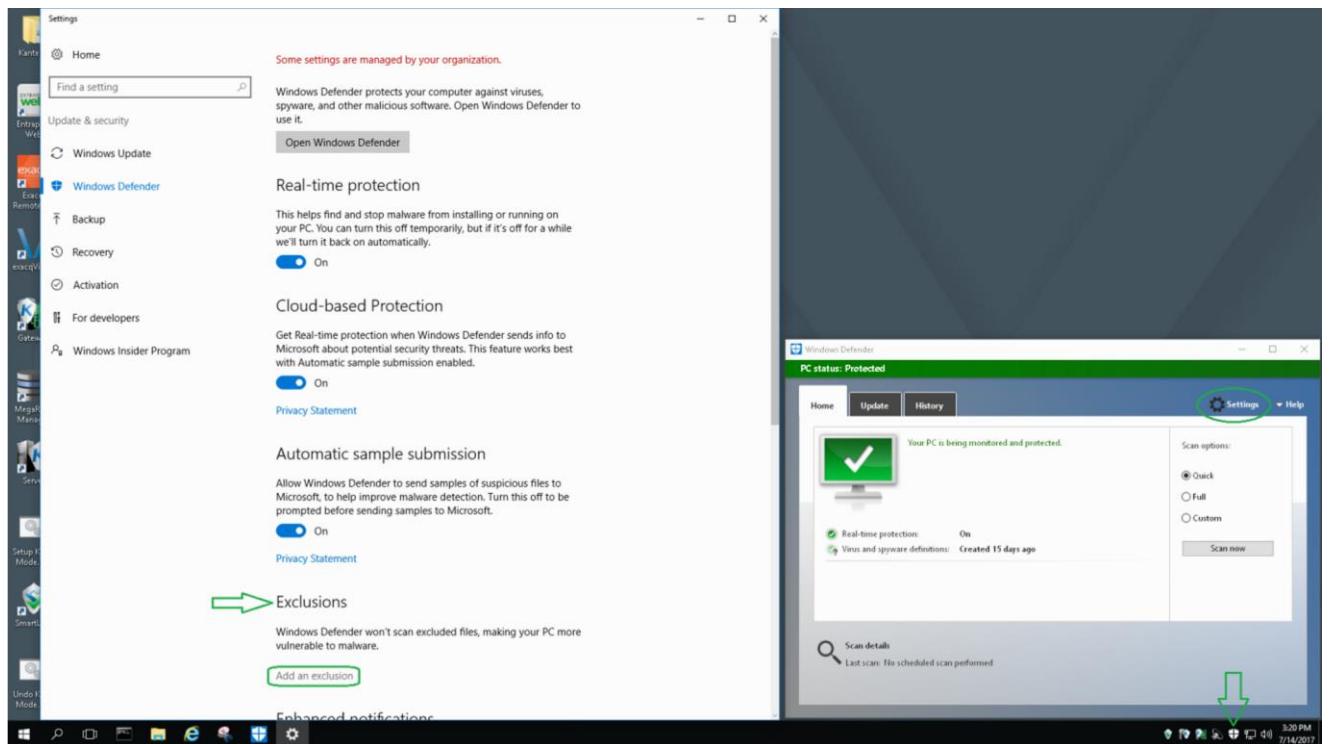 Settings
Home
Find a setting
Update & security
Windows Update
Windows Defender
Backup
Recovery
Activation
For developers
Windows Insider Program
Some settings are managed by your organization.
Windows Defender protects your computer against viruses,
spyware, and other malicious software. Open Windows Defender to
use it.
Open Windows Defender
Real-time protection
This helps find and stop malware from installing or running on
your PC. You can turn this off temporarily, but if it's off for a while
we'll turn it back on automatically.
On
Cloud-based Protection
Get Real-time protection when Windows Defender sends info to
Microsoft about potential security threats. This feature works best
with Automatic sample submission enabled.
On
Privacy Statement
Automatic sample submission
Allow Windows Defender to send samples of suspicious files to
Microsoft, to help improve malware detection. Turn this off to be
prompted before sending samples to Microsoft.
On
Privacy Statement
Exclusions
Windows Defender won't scan excluded files, making your PC more
vulnerable to malware.
Add an exclusion
Enhanced notifications
Windows Defender
PC status: Protected
Home
Update
History
Settings
Help
Your PC is being monitored and protected.
Real-time protection: On
Virus and spyware definitions: Created 15 days ago
Scan options:
Quick
Full
Custom
Scan now
Scan details
Last scan: No scheduled scan performed
3:20 PM
7/14/2017